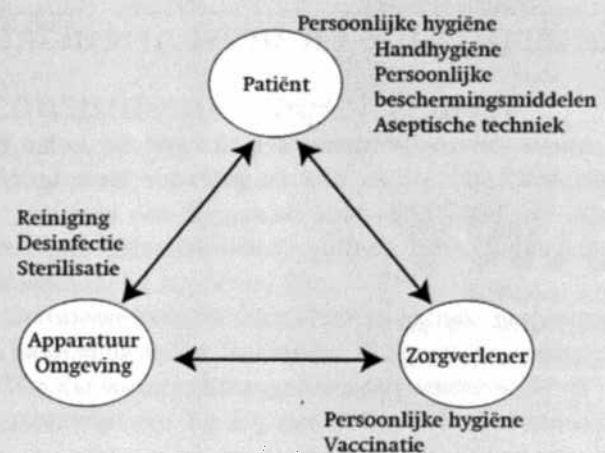 Persoonlijke hygiëne
Handhygiëne
Persoonlijke
beschermingsmiddelen
Aseptische techniek
Patiënt
Reiniging
Desinfectie
Sterilisatie
Apparatuur
Omgeving
Zorgverlener
Persoonlijke hygiëne
Vaccinatie